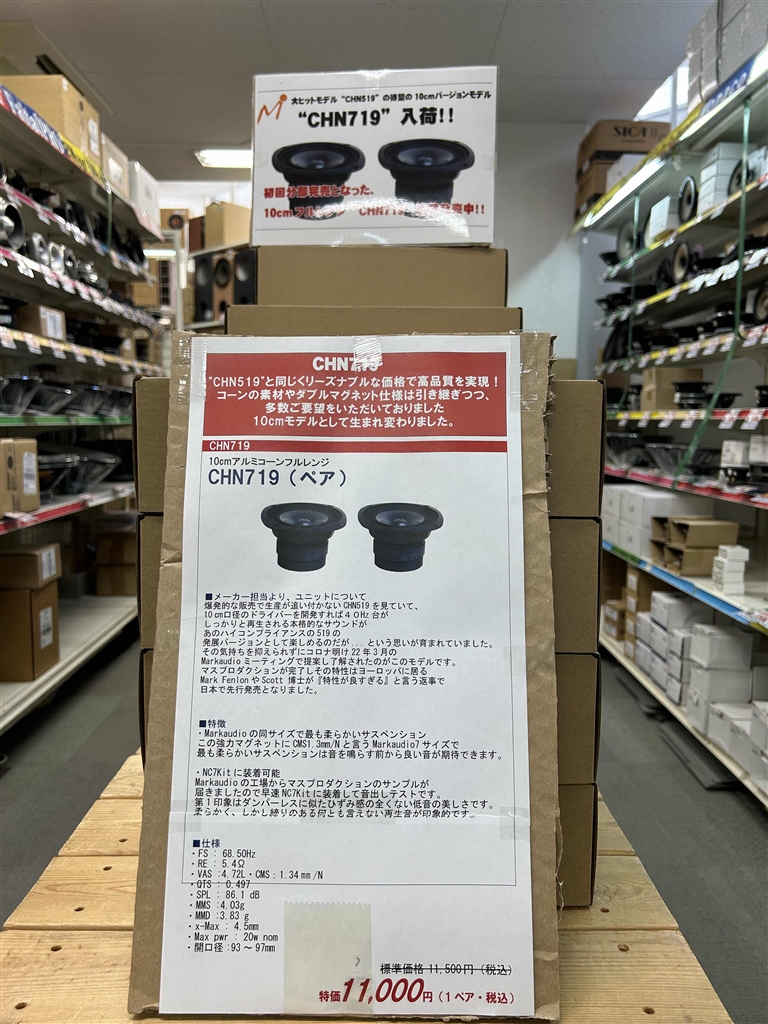 大ヒットモデル “CHN519” の待望の 10cmバージョンモデル
“CHN719” 入荷!!
初回分即完売となった、
10cmフルレンジ CHN719 発売中!!
SICA
CHN719
"CHN519"と同じくリーズナブルな価格で高品質を実現！
コーンの素材やダブルマグネット仕様は引き継ぎつつ、
多数ご要望をいただいておりました
10cmモデルとして生まれ変わりました。
CHN719
10cmアルミコーンフルレンジ
CHN719（ペア）
■メーカー担当より、ユニットについて
爆発的な販売で生産が追い付かないCHN519を見ていて、
10cm口径のドライバーを開発すれば４０Hz台が
しっかりと再生される本格的なサウンドが
あのハイコンプライアンスの519の
発展バージョンとして楽しめるのだが...という思いが育まれていました。
その気持ちを抑えられずにコロナ明け22年3月の
Markaudioミーティングで提案し了解されたのがこのモデルです。
マスプロダクションが完了しその特性はヨーロッパに居る
Mark FenlonやScott 博士が『特性が良すぎる』と言う返事で
日本で先行発売となりました。
■特徴
・Markaudioの同サイズで最も柔らかいサスペンション
この強力マグネットにCMS1.3mm/Nと言うMarkaudio7サイズで
最も柔らかいサスペンションは音を鳴らす前から良い音が期待できます。
・NC7Kitに装着可能
Markaudioの工場からマスプロダクションのサンプルが
届きましたので早速NC7Kitに装着して音出しテストです。
第1印象はダンパーレスに似たひずみ感の全くない低音の美しさです。
柔らかく、しかし締りのある何とも言えない再生音が印象的です。
■仕様
・FS : 68.50Hz
・RE : 5.4Ω
・VAS :4.72L・CMS：1.34㎜/N
・QTS : 0.497
・SPL : 86.1 dB
・MMS :4.03g
・MMD :3.83 g
・x-Max : 4.5mm
・Max pwr : 20w nom
・開口径:93～97mm
標準価格 11,500円（税込）
特価11,000円（1ペア・税込）